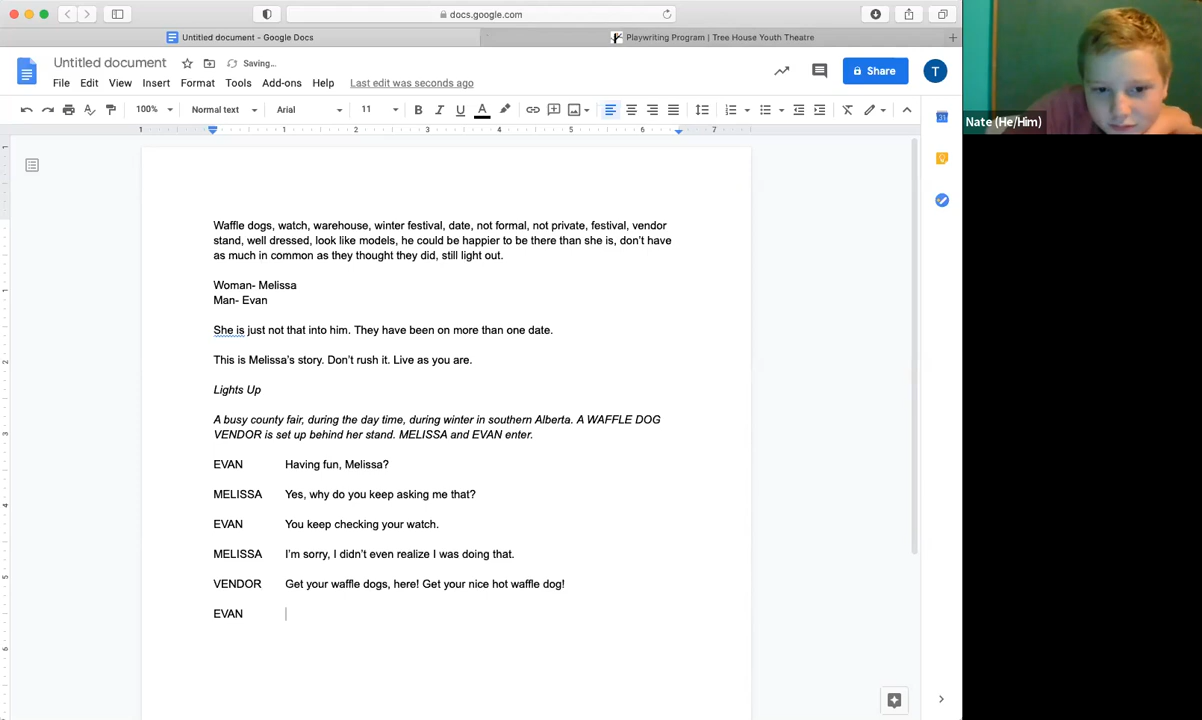 docs.google.com
Untitled document - Google Docs
Playwriting Program | Tree House Youth Theatre
Untitled document
Saving...
File Edit View Insert Format Tools Add-ons Help Last edit was seconds ago
Share
T
100% Normal text Arial 11 B I U A
1 1 2 3 4 5 6 7
Waffle dogs, watch, warehouse, winter festival, date, not formal, not private, festival, vendor
stand, well dressed, look like models, he could be happier to be there than she is, don't have
as much in common as they thought they did, still light out.
Woman- Melissa
Man- Evan
She is just not that into him. They have been on more than one date.
This is Melissa's story. Don't rush it. Live as you are.
Lights Up
A busy county fair, during the day time, during winter in southern Alberta. A WAFFLE DOG
VENDOR is set up behind her stand. MELISSA and EVAN enter.
EVAN Having fun, Melissa?
MELISSA Yes, why do you keep asking me that?
EVAN You keep checking your watch.
MELISSA I'm sorry, I didn't even realize I was doing that.
VENDOR Get your waffle dogs, here! Get your nice hot waffle dog!
EVAN
Nate (He/Him)